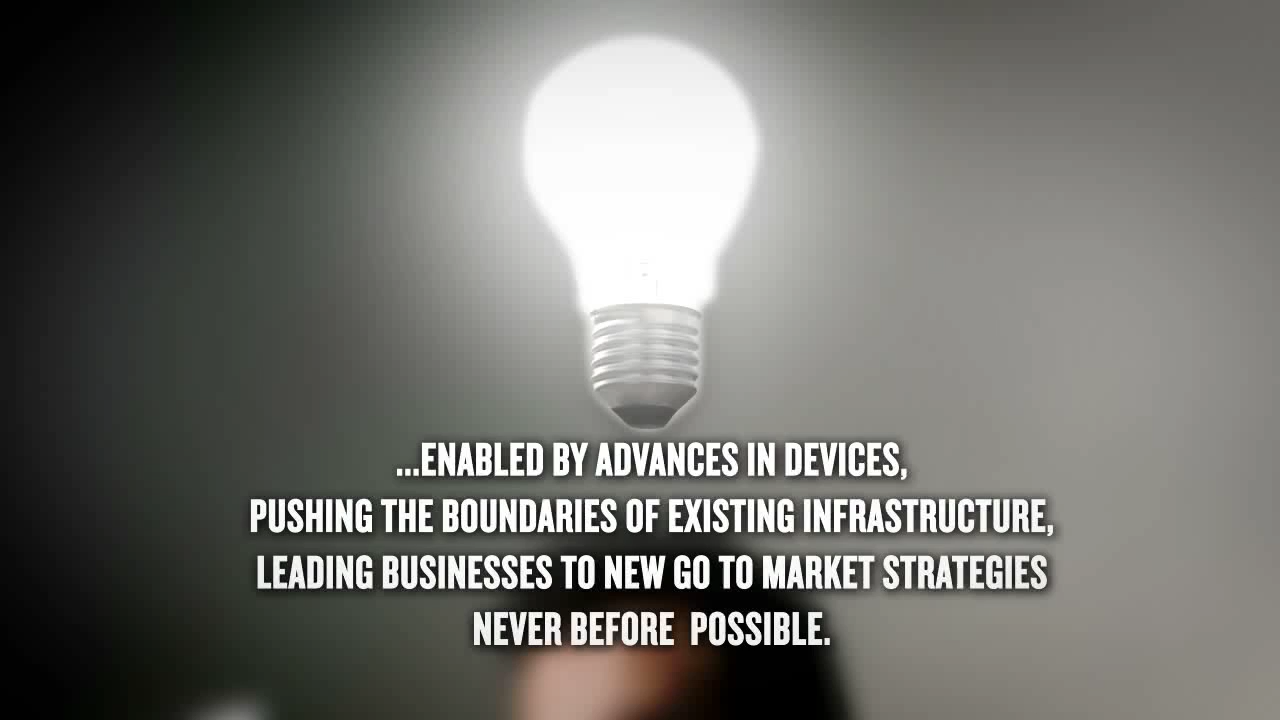 ...ENABLED BY ADVANCES IN DEVICES,
PUSHING THE BOUNDARIES OF EXISTING INFRASTRUCTURE,
LEADING BUSINESSES TO NEW GO TO MARKET STRATEGIES
NEVER BEFORE POSSIBLE.